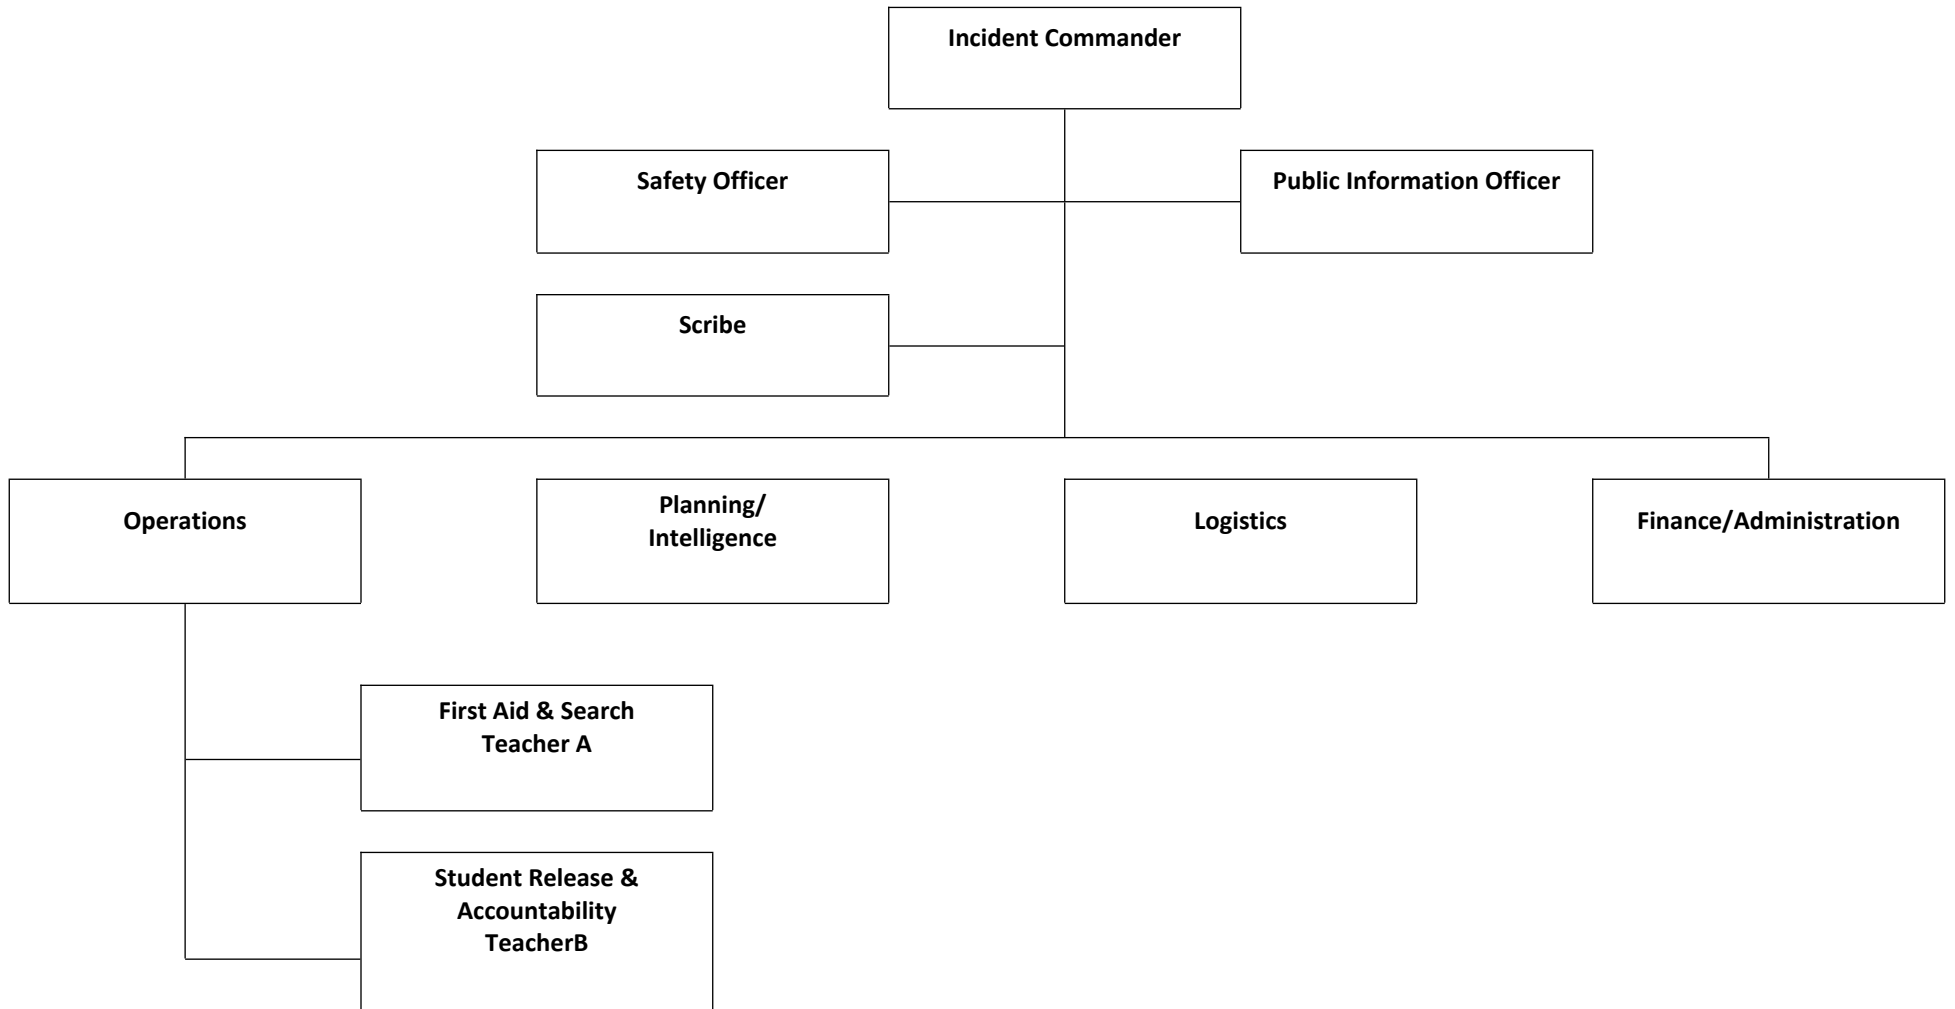 Incident Commander
Safety Officer
Public Information Officer
Scribe
Operations
Planning/
Intelligence
Logistics
Finance/Administration
First Aid & Search
Teacher A
Student Release &
Accountability
TeacherB